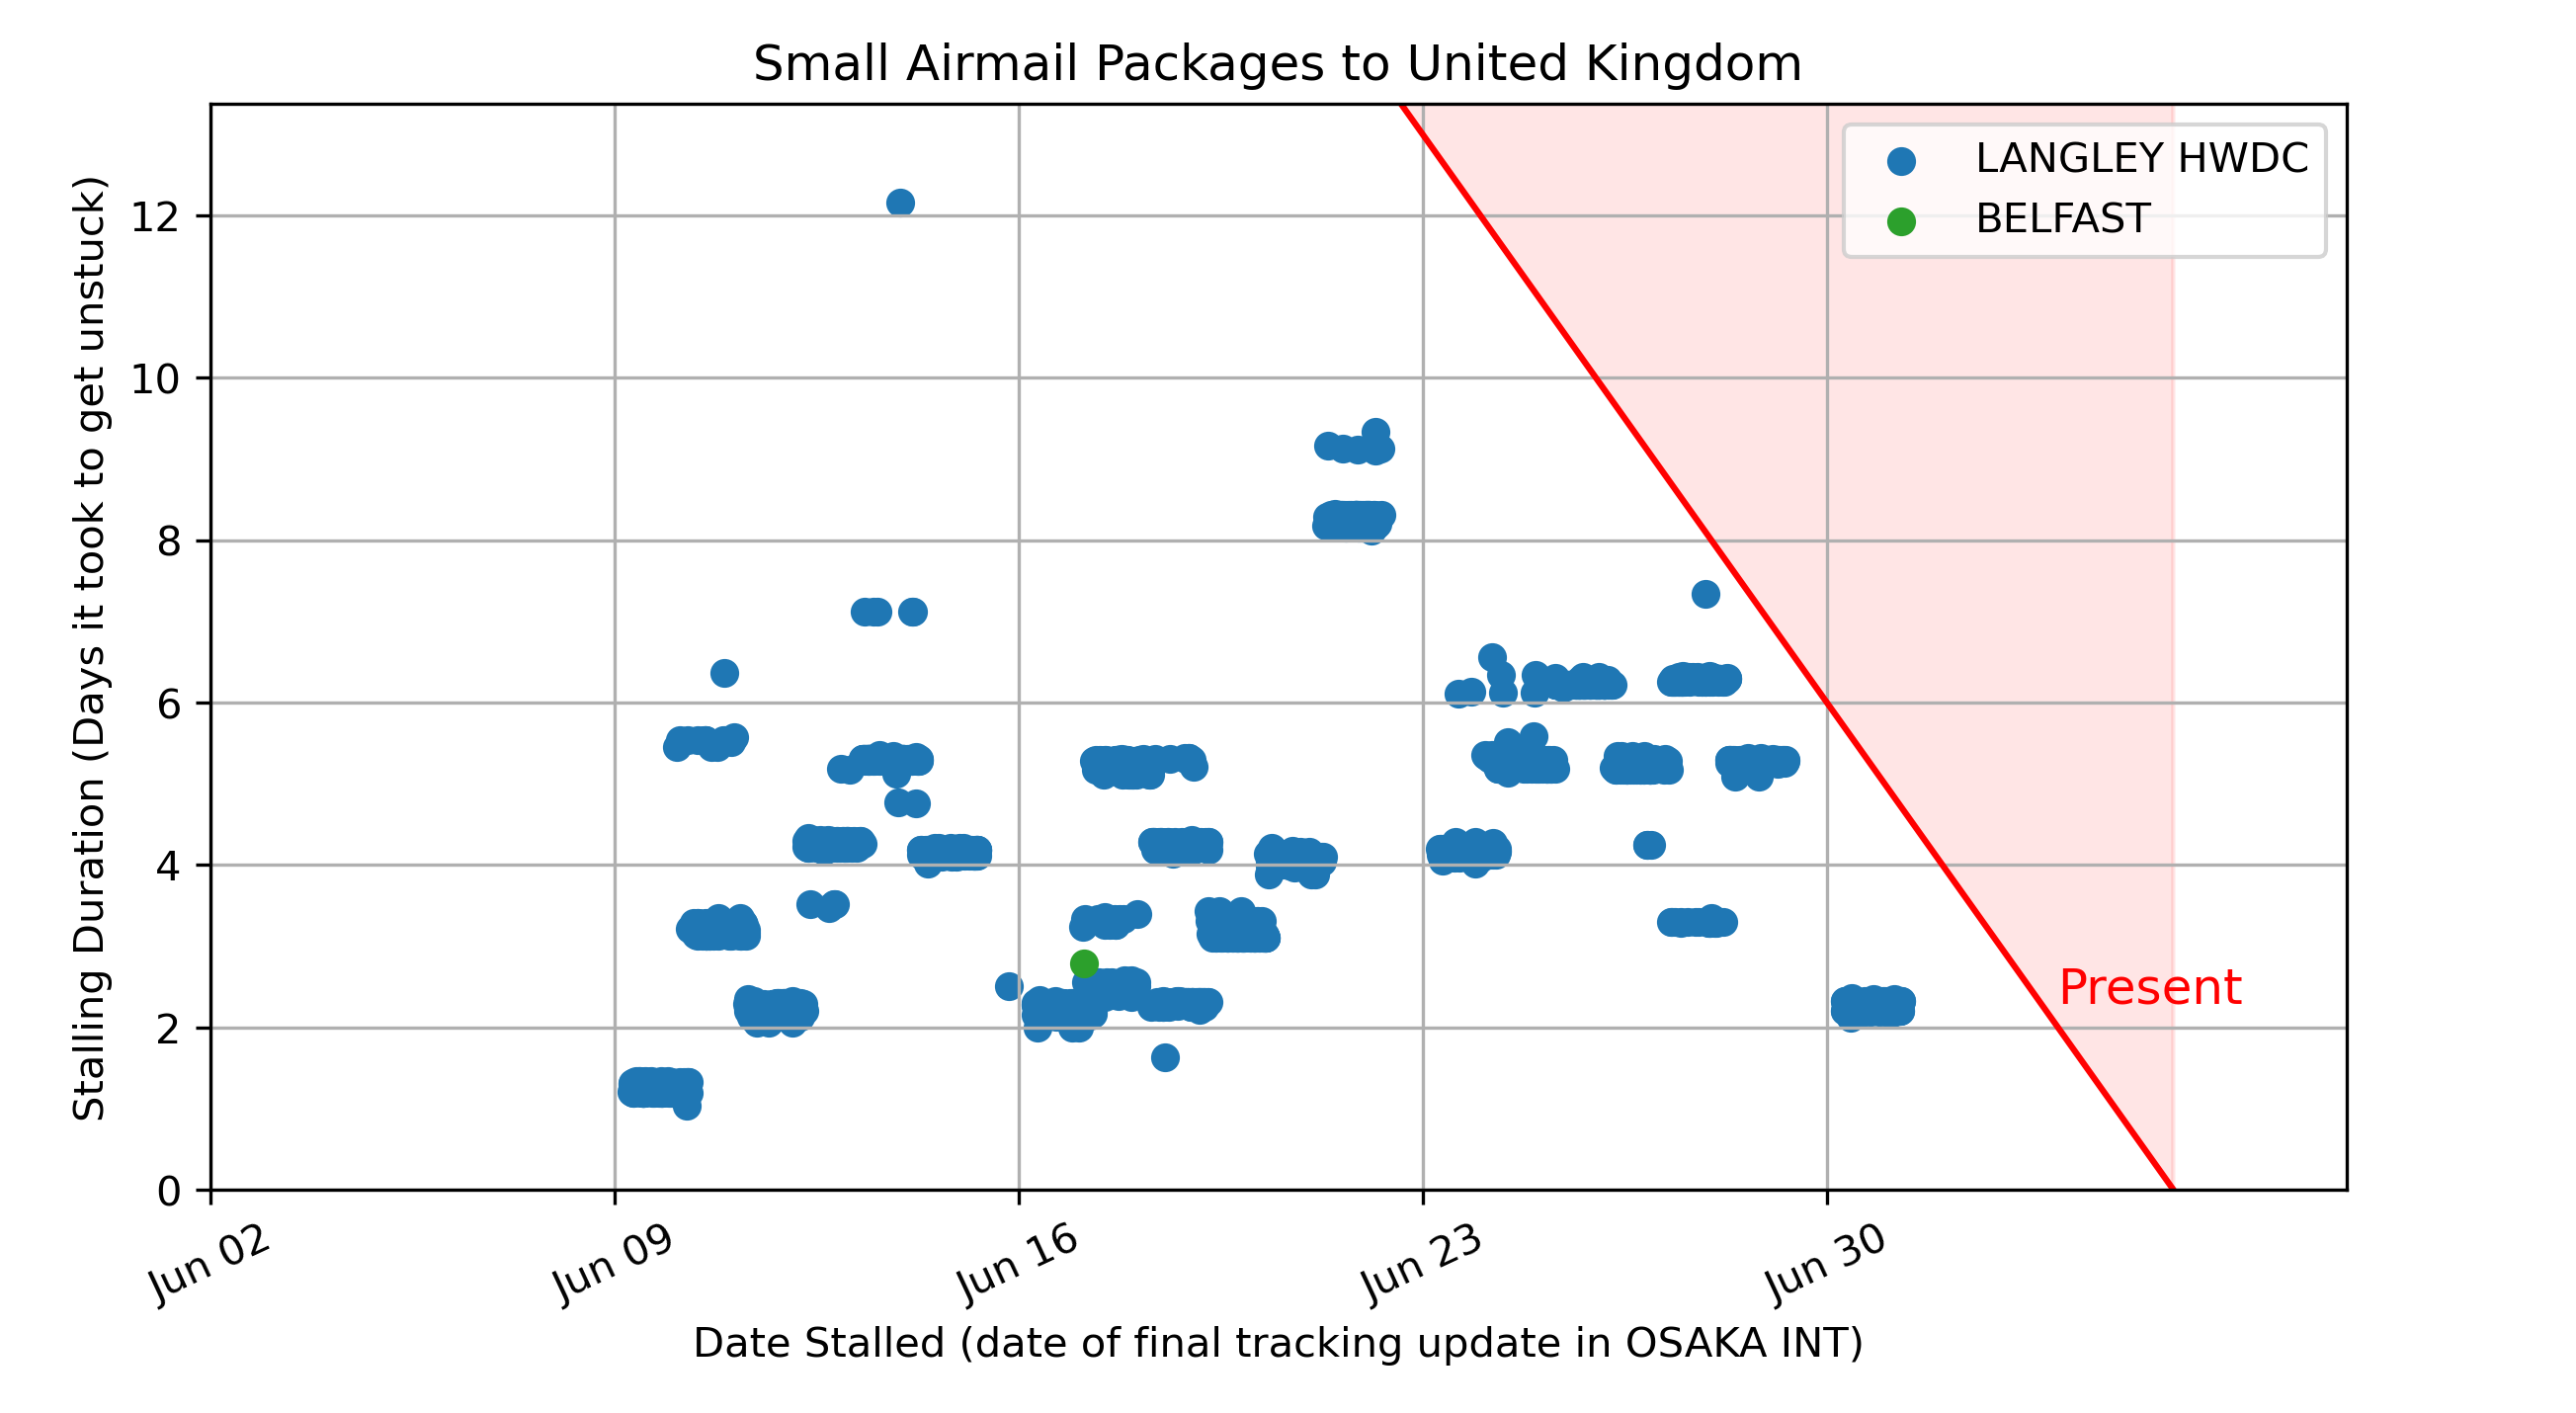 Small Airmail Packages to United Kingdom
Stalling Duration (Days it took to get unstuck)
12
10
8
6
4
2
0
LANGLEY HWDC
BELFAST
Present
Jun 02
Jun 09
Jun 16
Jun 23
Jun 30
Date Stalled (date of final tracking update in OSAKA INT)